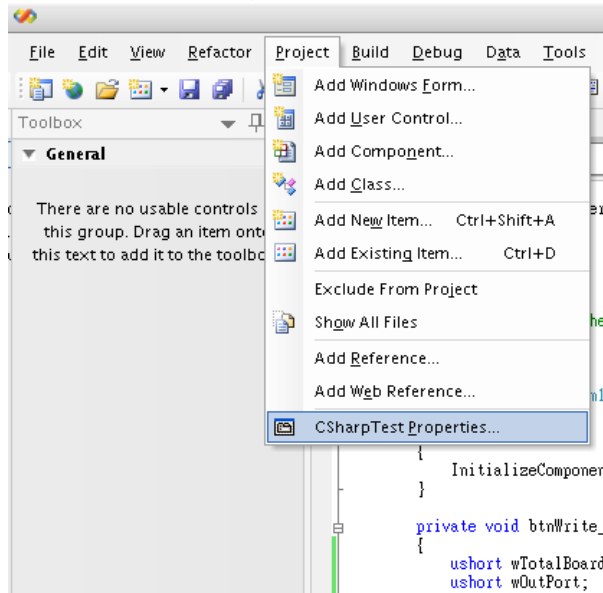 File Edit View Refactor Project Build Debug Data Tools
Toolbox
General
There are no usable controls
this group. Drag an item onto
this text to add it to the toolbo
Add Windows Form...
Add User Control...
Add Component...
Add Class...
Add New Item... Ctrl+Shift+A
Add Existing Item... Ctrl+D
Exclude From Project
Show All Files
Add Reference...
Add Web Reference...
CSharpTest Properties...
{
InitializeComponen
}
private void btnWrite_
{
ushort wTotalBoard
ushort wOutPort;